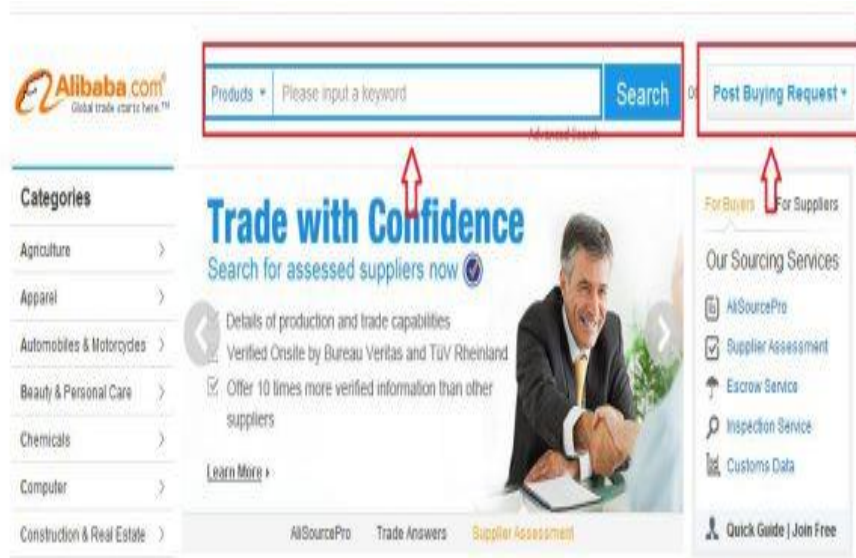 Alibaba.com®
Global trade starts here.™
Products Please input a keyword Search or Post Buying Request
Advanced Search
Categories
Agriculture
Apparel
Automobiles & Motorcycles
Beauty & Personal Care
Chemicals
Computer
Construction & Real Estate
Trade with Confidence
Search for assessed suppliers now
Details of production and trade capabilities
Verified Onsite by Bureau Veritas and TüV Rheinland
Offer 10 times more verified information than other
suppliers
Learn More
AliSourcePro Trade Answers Supplier Assessment
For Buyers For Suppliers
Our Sourcing Services
AliSourcePro
Supplier Assessment
Escrow Service
Inspection Service
Customs Data
Quick Guide | Join Free